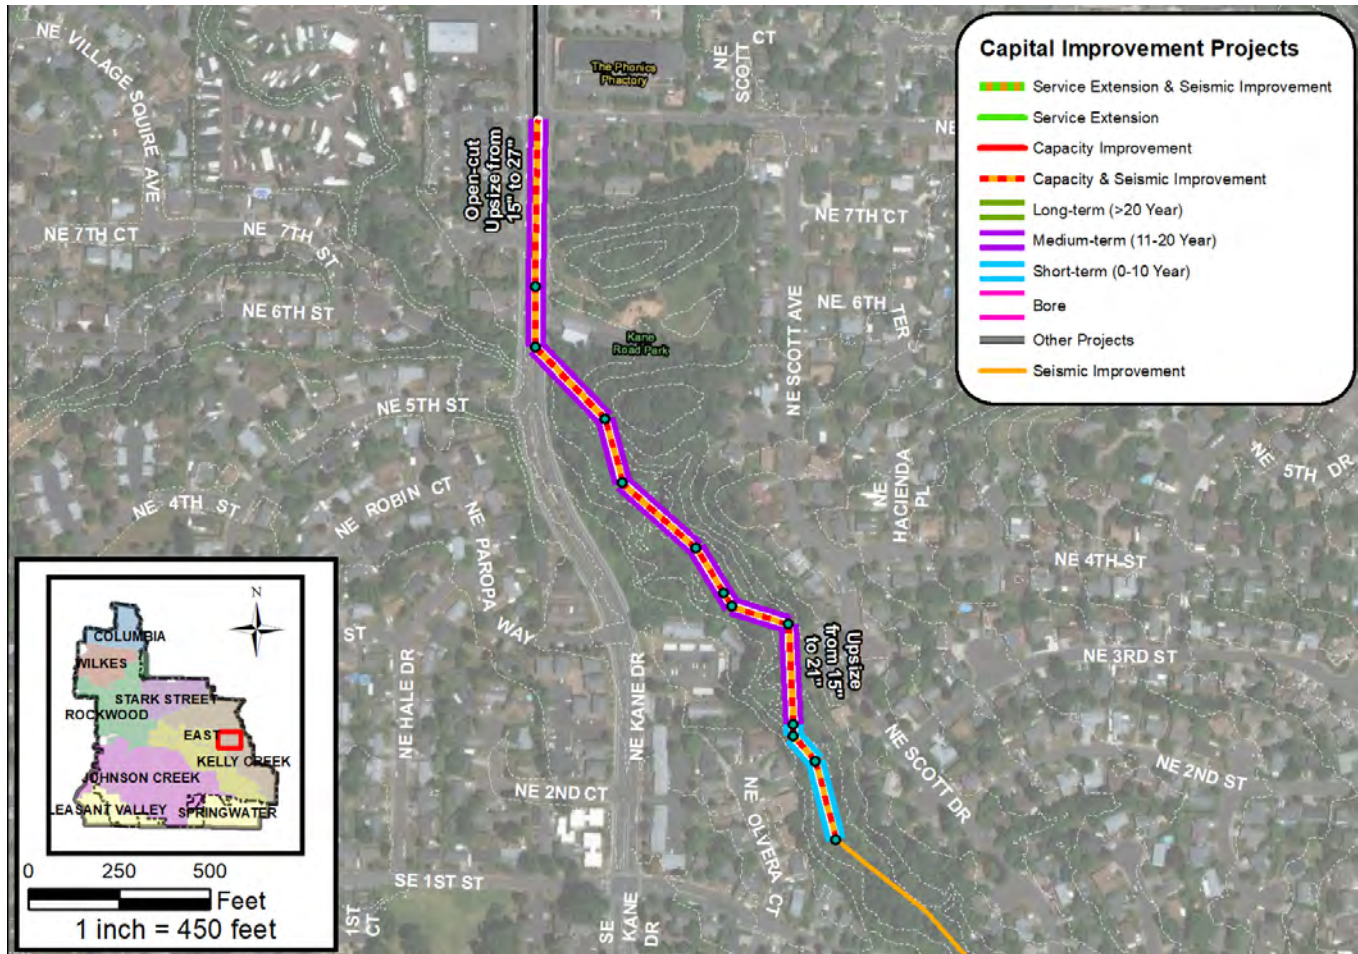 NE VILLAGE SQUIRE AVE
The Phonics
Phactory
NE
SCOTT
CT
NE
Open-cut
Upsize from
15" to 27"
NE 7TH CT
NE 7TH ST
NE 6TH ST
NE 7TH CT
NE 6TH
TER
NE SCOTT AVE
Kane
Road Park
NE 5TH ST
NE 4TH ST
NE ROBIN CT
NE PAROPA
WAY
NE
HACIENDA
PL
NE 5TH DR
NE 4TH ST
NE 3RD ST
Upsize
from 15"
to 21"
ST
NE HALE DR
NE KANE DR
NE SCOTT DR
NE 2ND ST
NE 2ND CT
NE OLVERA CT
SE 1ST ST
1ST
CT
SE
KANE
DR
Capital Improvement Projects
Service Extension & Seismic Improvement
Service Extension
Capacity Improvement
Capacity & Seismic Improvement
Long-term (>20 Year)
Medium-term (11-20 Year)
Short-term (0-10 Year)
Bore
Other Projects
Seismic Improvement
N
COLUMBIA
WILKES
STARK STREET
ROCKWOOD
EAST
KELLY CREEK
JOHNSON CREEK
LEASANT VALLEY
SPRINGWATER
0 250 500
Feet
1 inch = 450 feet